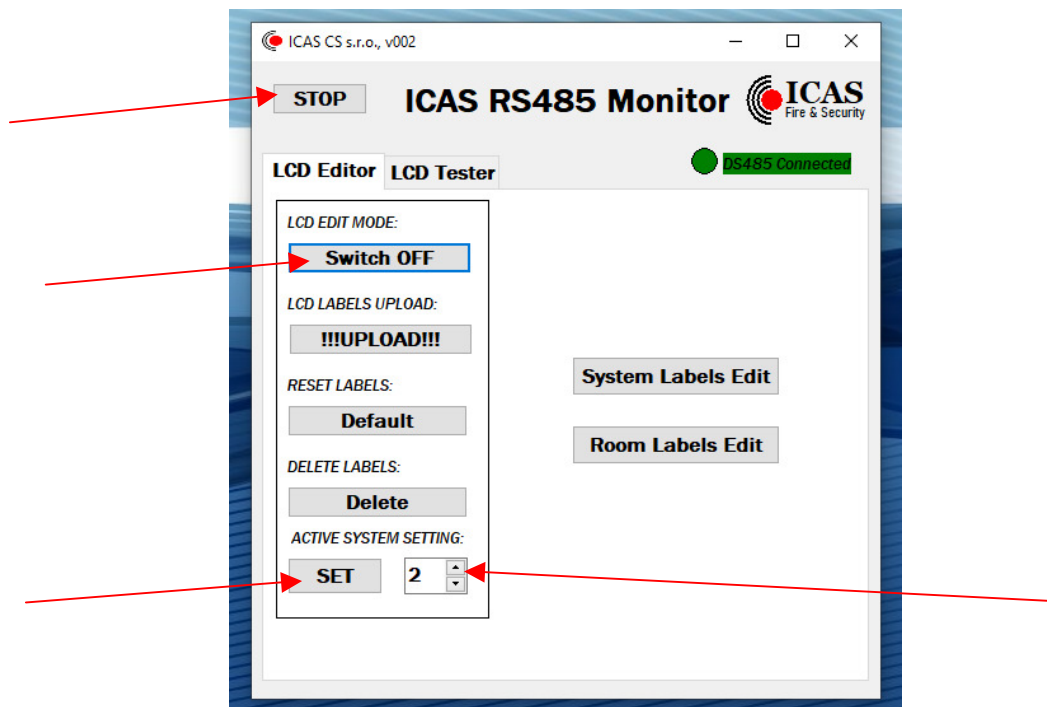 ICAS CS s.r.o., v002
STOP
ICAS RS485 Monitor
ICAS
Fire & Security
LCD Editor
LCD Tester
DS485 Connected
LCD EDIT MODE:
Switch OFF
LCD LABELS UPLOAD:
!!!UPLOAD!!!
RESET LABELS:
Default
DELETE LABELS:
Delete
ACTIVE SYSTEM SETTING:
SET
2
System Labels Edit
Room Labels Edit